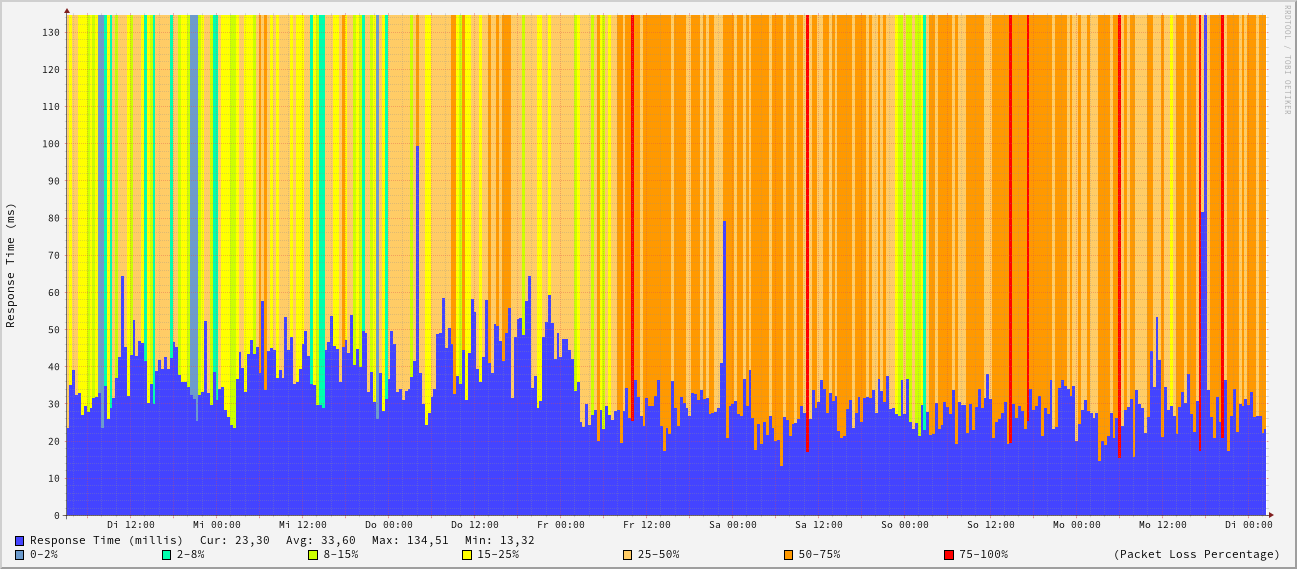 RRDTOOL / TOBI OETIKER
Response Time (ms)
130
120
110
100
90
80
70
60
50
40
30
20
10
0
Di 12:00 Mi 00:00 Mi 12:00 Do 00:00 Do 12:00 Fr 00:00 Fr 12:00 Sa 00:00 Sa 12:00 So 00:00 So 12:00 Mo 00:00 Mo 12:00 Di 00:00
Response Time (millis) Cur: 23,30 Avg: 33,60 Max: 134,51 Min: 13,32
0-2% 2-8% 8-15% 15-25% 25-50% 50-75% 75-100% (Packet Loss Percentage)